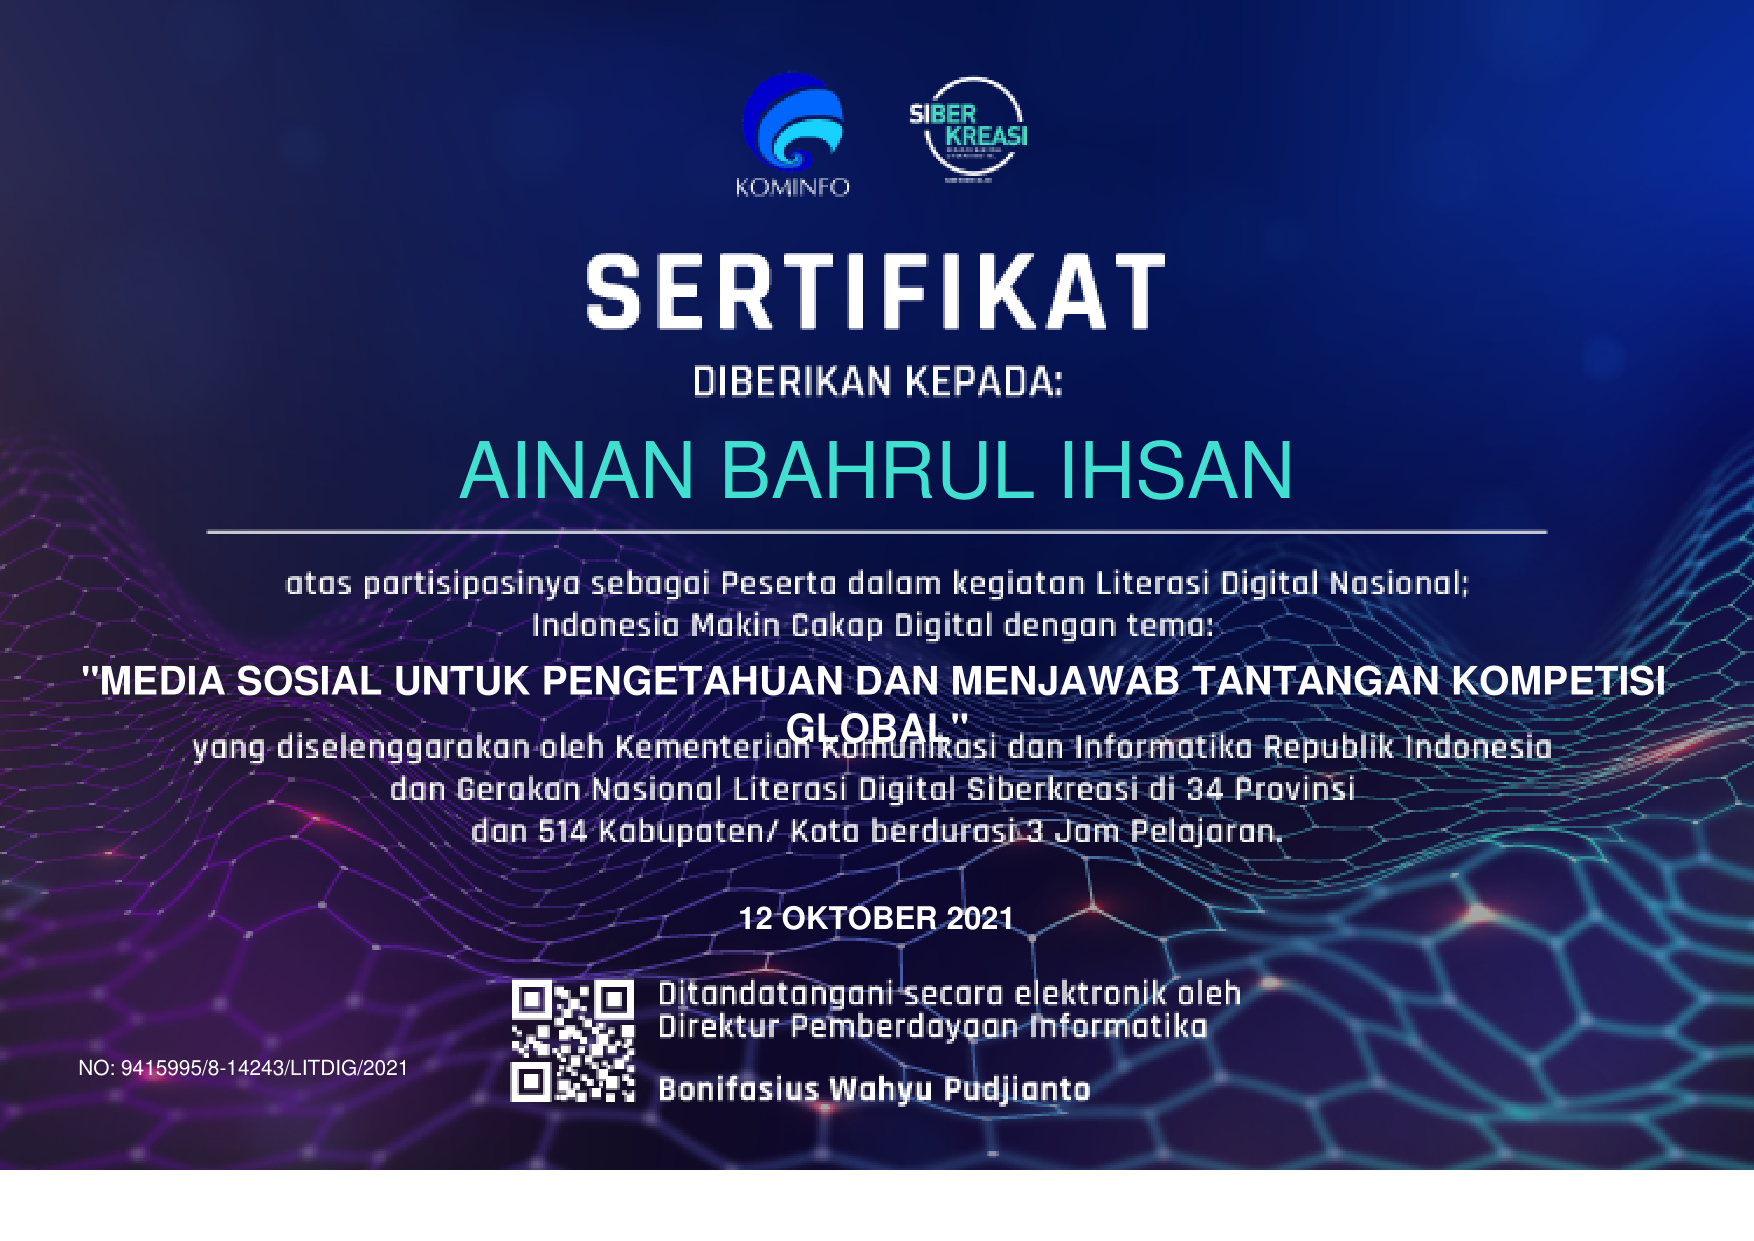 KOMINFO
SIBER
KREASI
SERTIFIKAT
DIBERIKAN KEPADA:
AINAN BAHRUL IHSAN
atas partisipasinya sebagai Peserta dalam kegiatan Literasi Digital Nasional;
Indonesia Makin Cakap Digital dengan tema:
"MEDIA SOSIAL UNTUK PENGETAHUAN DAN MENJAWAB TANTANGAN KOMPETISI
GLOBAL"
yang diselenggarakan oleh Kementerian Komunikasi dan Informatika Republik Indonesia
dan Gerakan Nasional Literasi Digital Siberkreasi di 34 Provinsi
dan 514 Kabupaten/ Kota berdurasi 3 Jam Pelajaran.
12 OKTOBER 2021
Ditandatangani secara elektronik oleh
Direktur Pemberdayaan Informatika
Bonifasius Wahyu Pudjianto
NO: 9415995/8-14243/LITDIG/2021